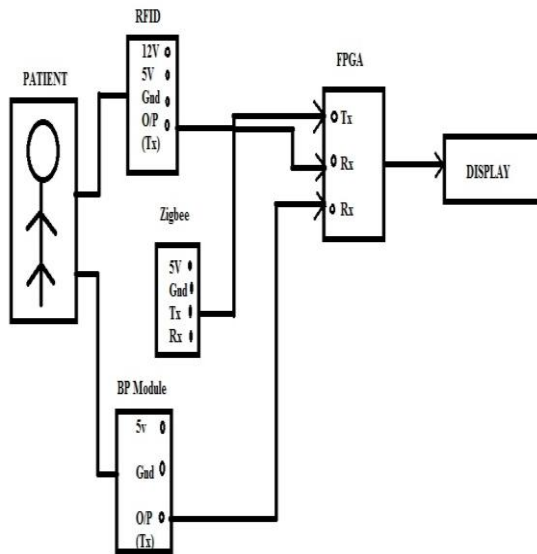 RFID
12V
5V
Gnd
O/P
(Tx)
PATIENT
FPGA
Tx
Rx
Rx
DISPLAY
Zigbee
5V
Gnd
Tx
Rx
BP Module
5v
Gnd
O/P
(Tx)